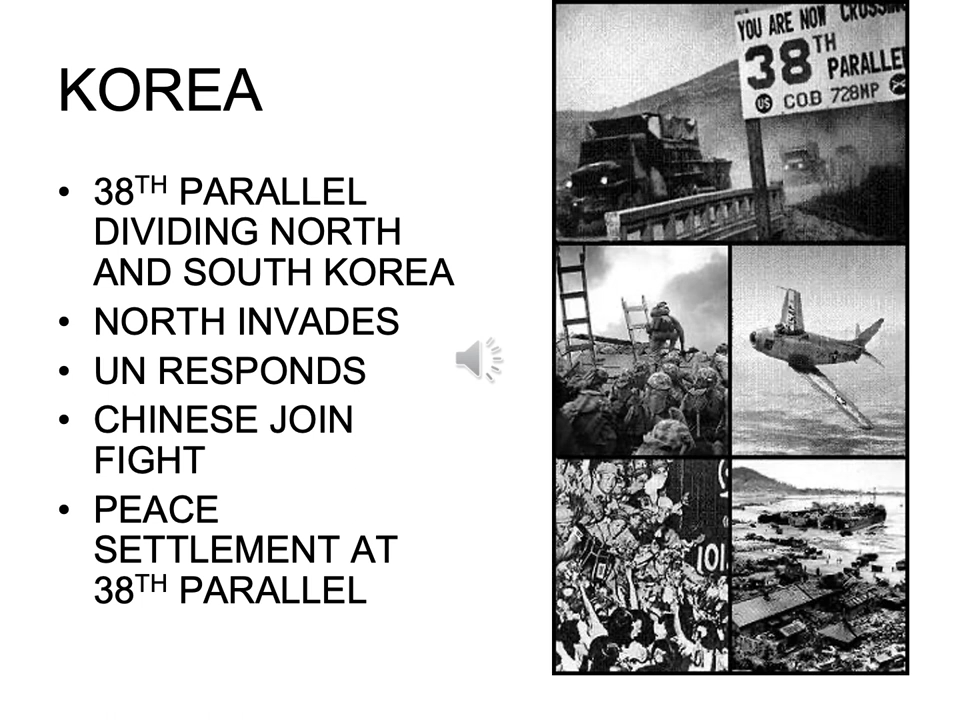 KOREA
• 38TH PARALLEL
DIVIDING NORTH
AND SOUTH KOREA
• NORTH INVADES
• UN RESPONDS
• CHINESE JOIN
FIGHT
• PEACE
SETTLEMENT AT
38TH PARALLEL
YOU ARE NOW CROSSING
38TH
PARALLE
US COB 728MP
101